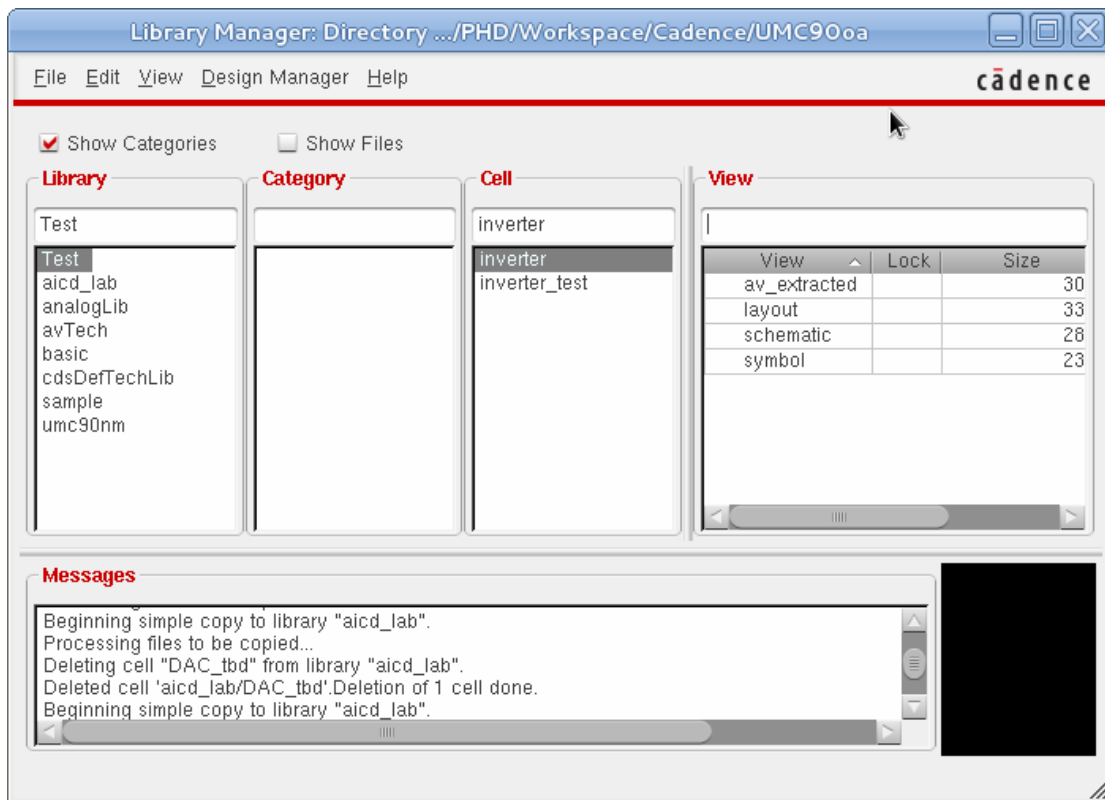 Library Manager: Directory .../PHD/Workspace/Cadence/UMC90oa
File Edit View Design Manager Help
cādence
Show Categories Show Files
Library
Test
Test
aicd_lab
analogLib
avTech
basic
cdsDefTechLib
sample
umc90nm
Category
Cell
inverter
inverter
inverter_test
View
View Lock Size
av_extracted 30
layout 33
schematic 28
symbol 23
Messages
Beginning simple copy to library "aicd_lab".
Processing files to be copied...
Deleting cell "DAC_tbd" from library "aicd_lab".
Deleted cell 'aicd_lab/DAC_tbd'.Deletion of 1 cell done.
Beginning simple copy to library "aicd_lab".